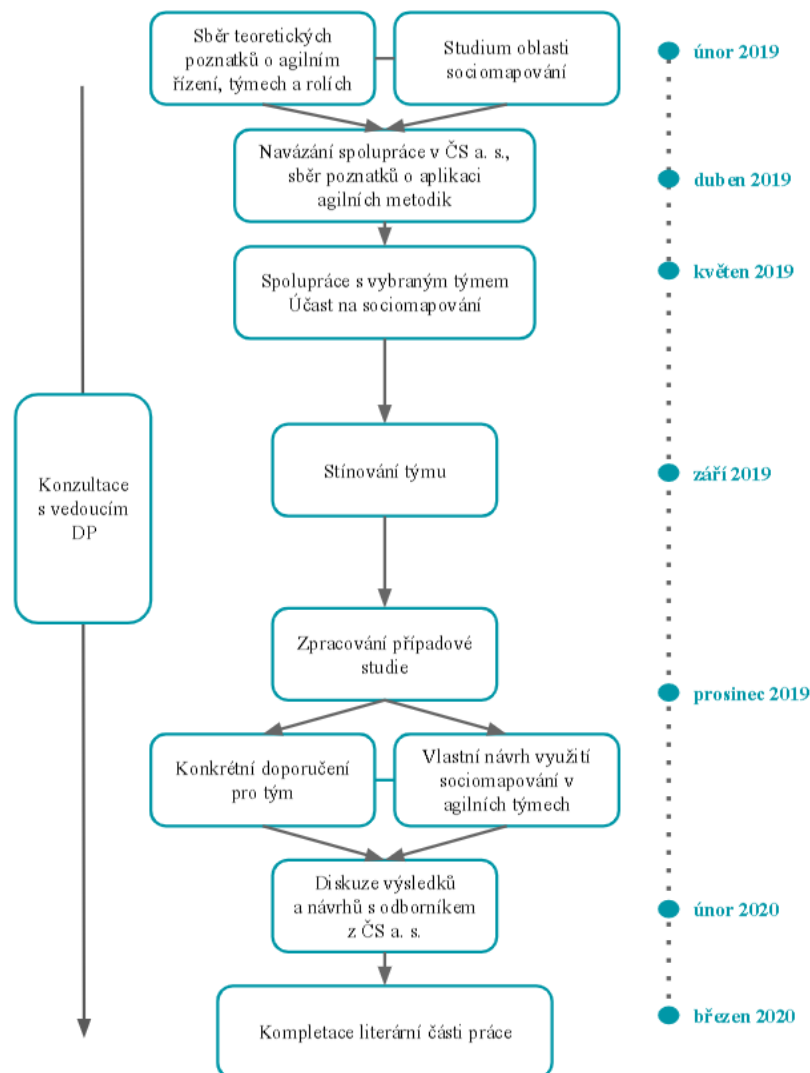 Sběr teoretických
poznatků o agilním
řízení, týmech a rolích
Studium oblasti
sociomapování
únor 2019
Navázání spolupráce v ČS a. s.,
sběr poznatků o aplikaci
agilních metodik
duben 2019
Spolupráce s vybraným týmem
Účast na sociomapování
květen 2019
Konzultace
s vedoucím
DP
Stínování týmu
září 2019
Zpracování případové
studie
prosinec 2019
Konkrétní doporučení
pro tým
Vlastní návrh využití
sociomapování v
agilních týmech
Diskuze výsledků
a návrhů s odborníkem
z ČS a. s.
únor 2020
Kompletace literární části práce
březen 2020